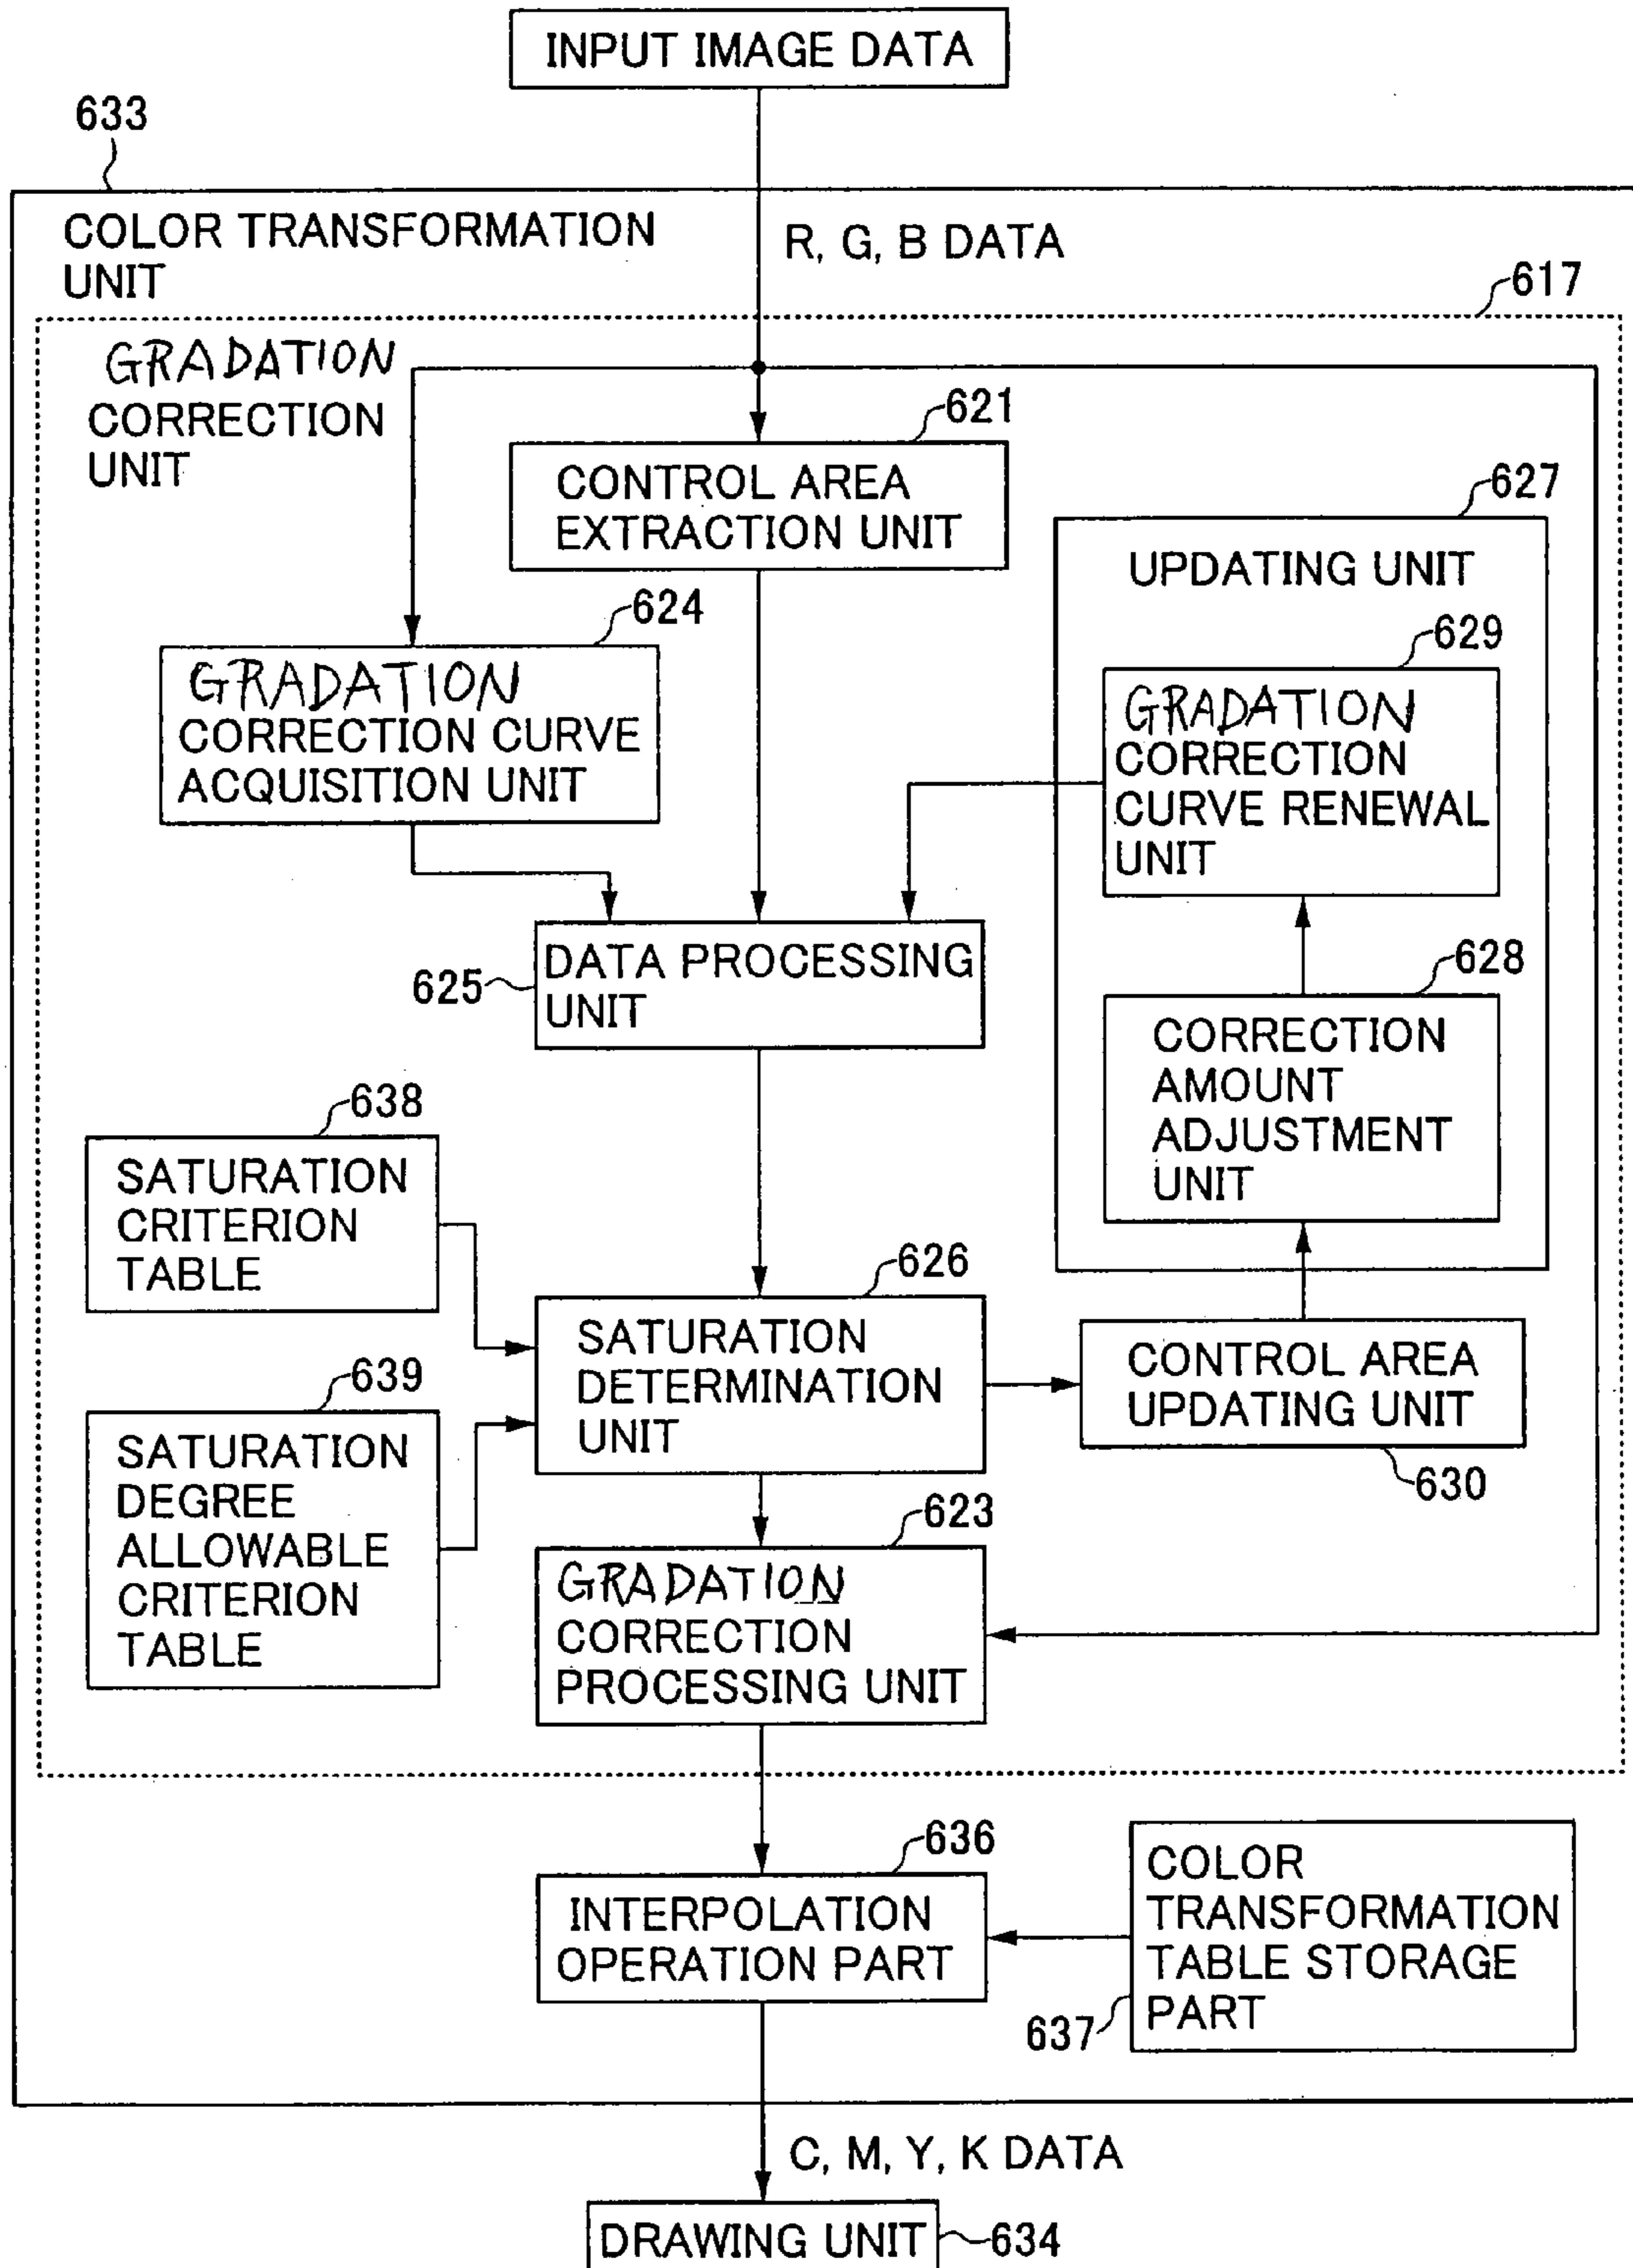 INPUT IMAGE DATA
633
COLOR TRANSFORMATION
UNIT
R, G, B DATA
617
GRADATION
CORRECTION
UNIT
621
CONTROL AREA
EXTRACTION UNIT
627
UPDATING UNIT
624
GRADATION
CORRECTION CURVE
ACQUISITION UNIT
629
GRADATION
CORRECTION
CURVE RENEWAL
UNIT
625
DATA PROCESSING
UNIT
628
CORRECTION
AMOUNT
ADJUSTMENT
UNIT
638
SATURATION
CRITERION
TABLE
626
SATURATION
DETERMINATION
UNIT
CONTROL AREA
UPDATING UNIT
630
639
SATURATION
DEGREE
ALLOWABLE
CRITERION
TABLE
623
GRADATION
CORRECTION
PROCESSING UNIT
636
INTERPOLATION
OPERATION PART
637
COLOR
TRANSFORMATION
TABLE STORAGE
PART
C, M, Y, K DATA
DRAWING UNIT
634